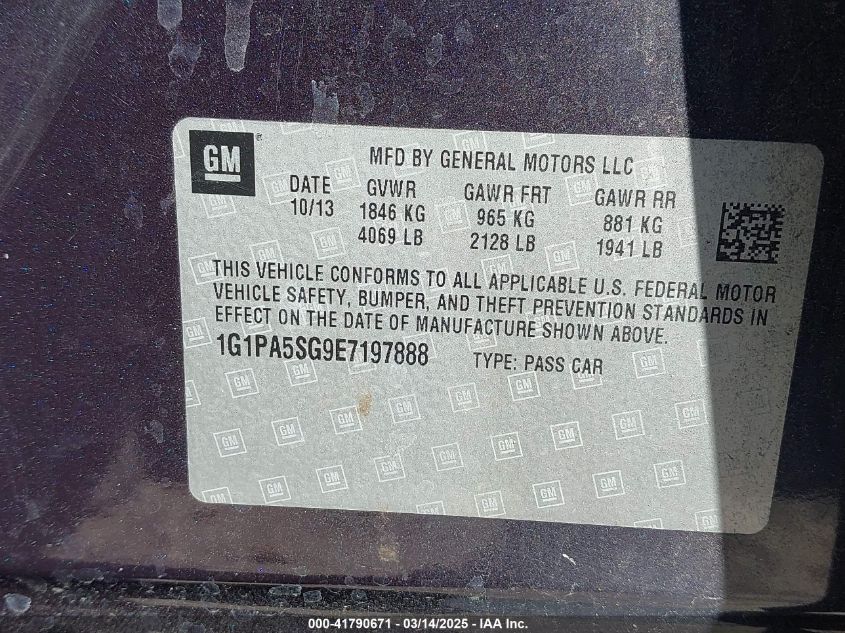 GM ®
MFD BY GENERAL MOTORS LLC
DATE GVWR GAWR FRT GAWR RR
10/13 1846 KG 965 KG 881 KG
4069 LB 2128 LB 1941 LB
THIS VEHICLE CONFORMS TO ALL APPLICABLE U.S. FEDERAL MOTOR
VEHICLE SAFETY, BUMPER, AND THEFT PREVENTION STANDARDS IN
EFFECT ON THE DATE OF MANUFACTURE SHOWN ABOVE.
1G1PA5SG9E7197888 TYPE: PASS CAR
000-41790671 - 03/14/2025 - IAA Inc.